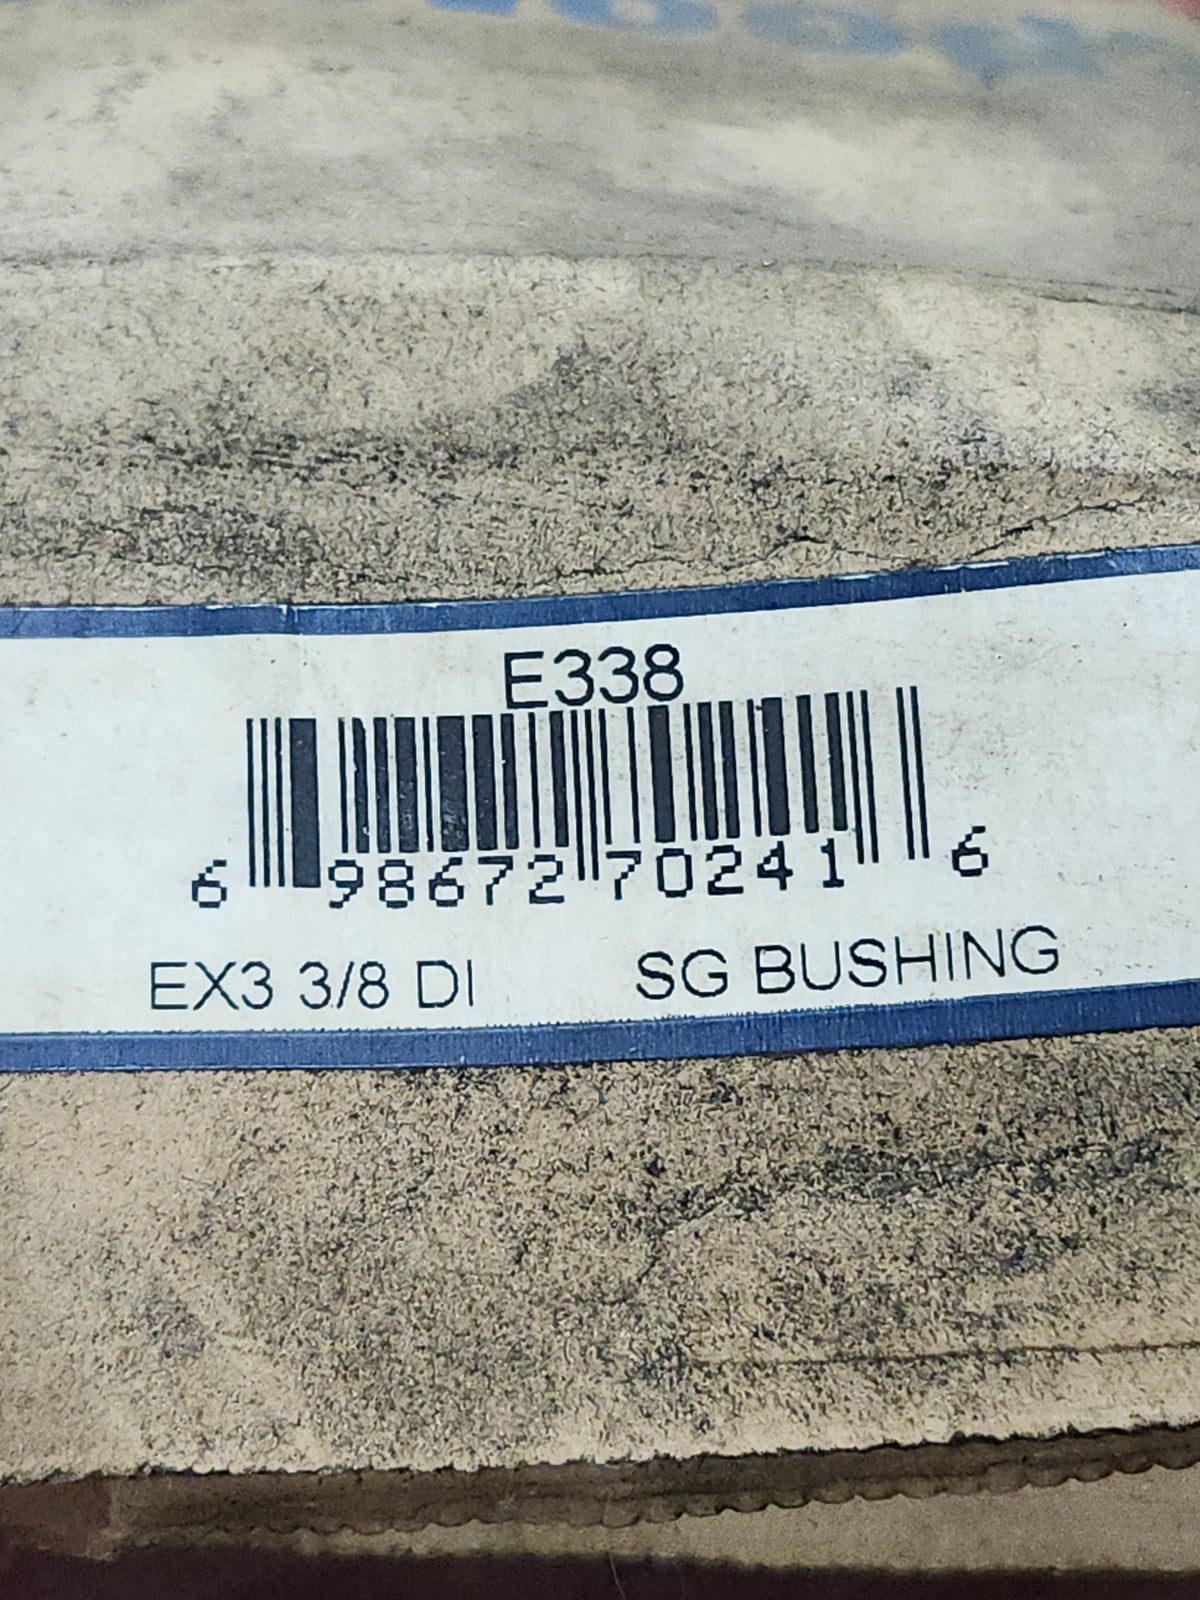 E338
6 98672 70241 6
EX3 3/8 DI SG BUSHING